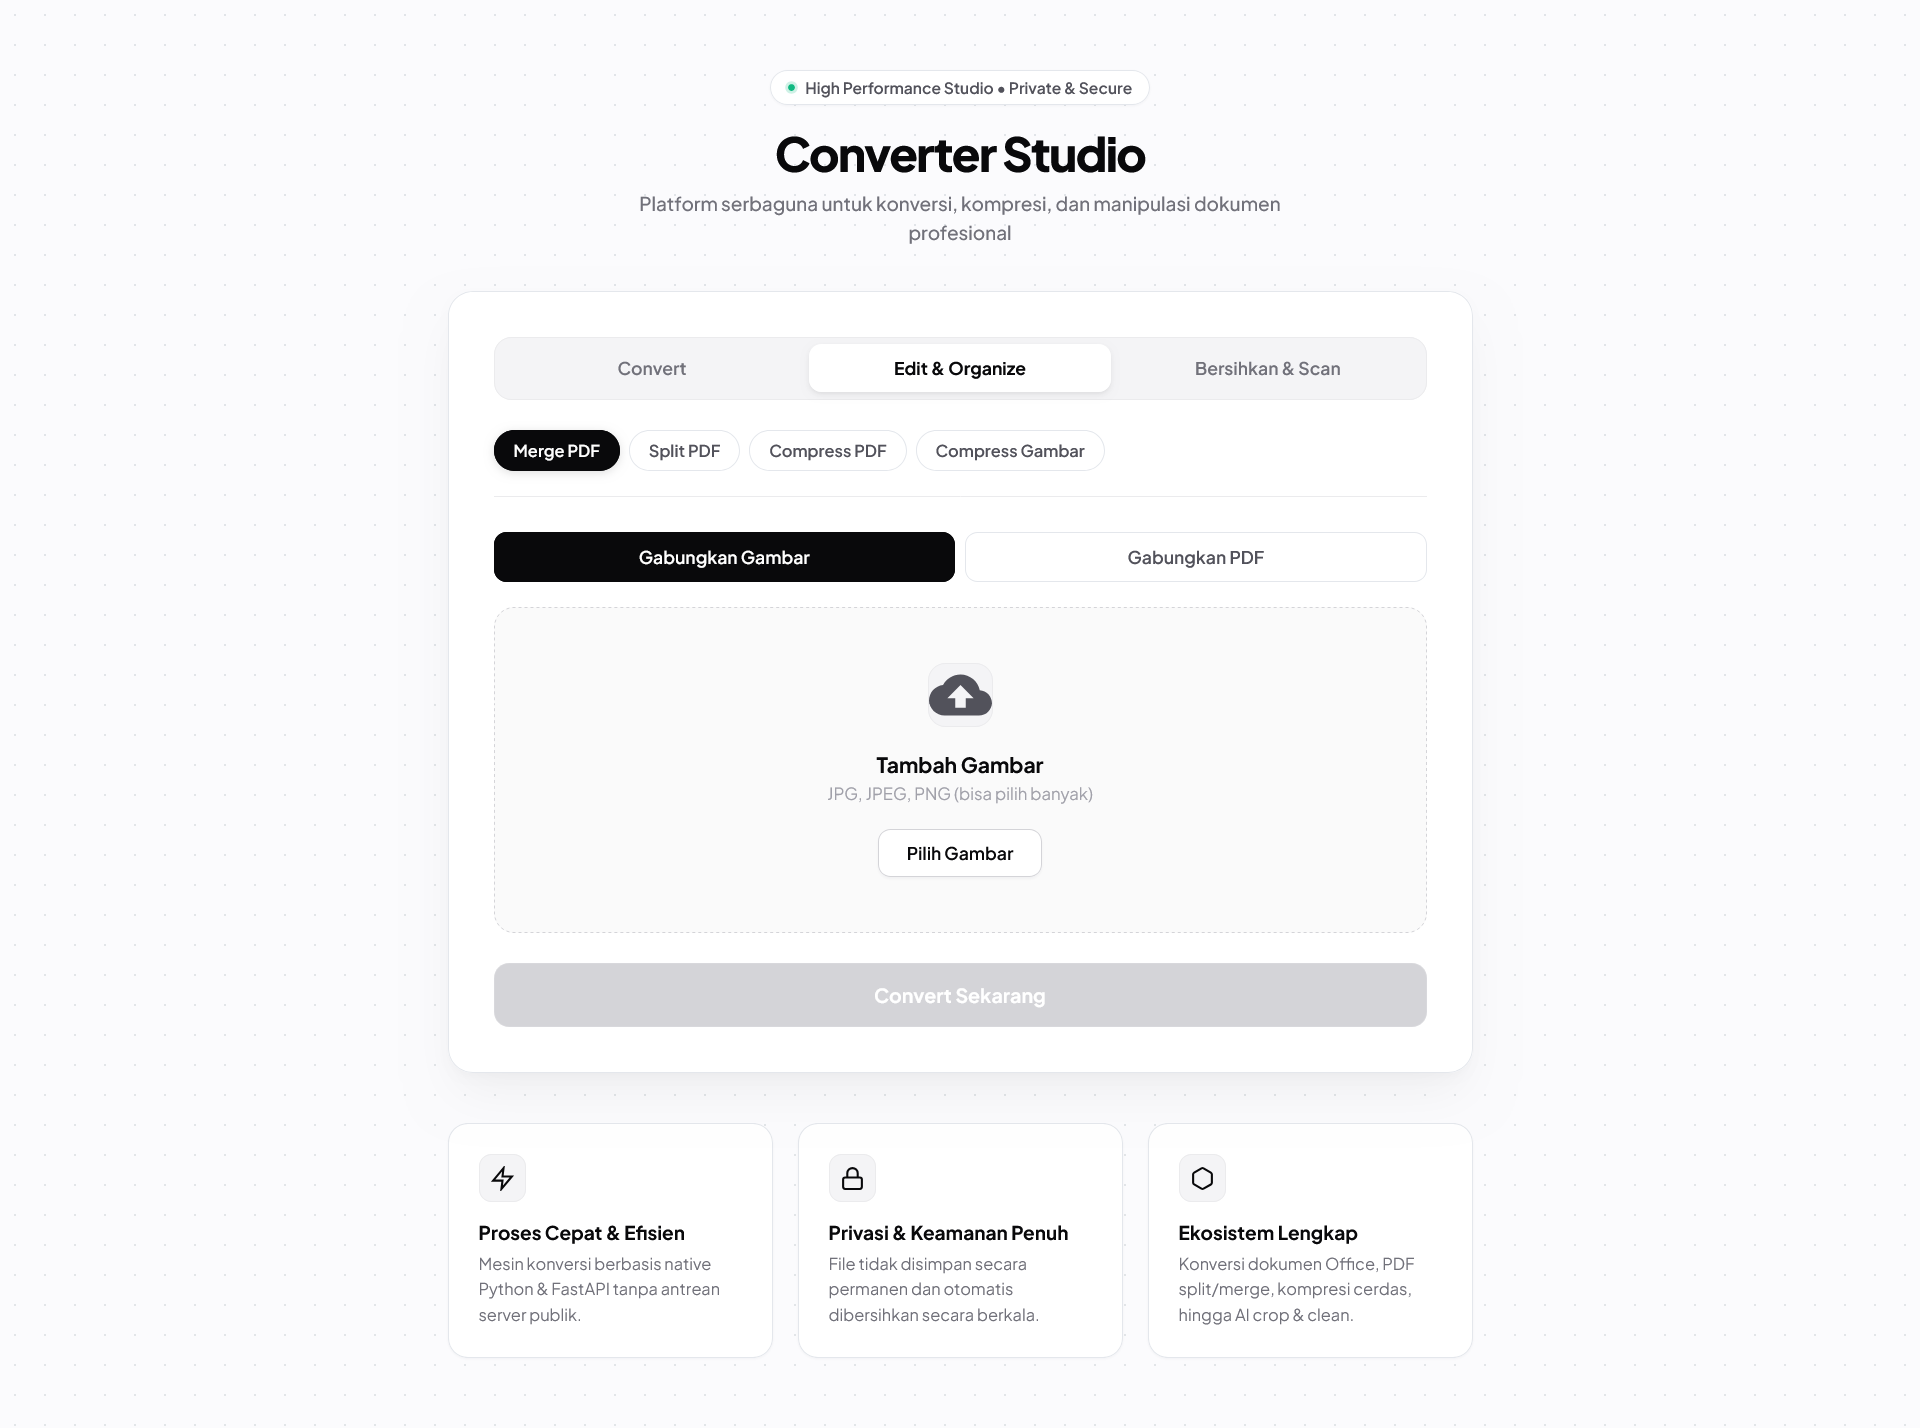 High Performance Studio • Private & Secure
Converter Studio
Platform serbaguna untuk konversi, kompresi, dan manipulasi dokumen
profesional
Convert
Edit & Organize
Bersihkan & Scan
Merge PDF
Split PDF
Compress PDF
Compress Gambar
Gabungkan Gambar
Gabungkan PDF
Tambah Gambar
JPG, JPEG, PNG (bisa pilih banyak)
Pilih Gambar
Convert Sekarang
Proses Cepat & Efisien
Mesin konversi berbasis native
Python & FastAPI tanpa antrean
server publik.
Privasi & Keamanan Penuh
File tidak disimpan secara
permanen dan otomatis
dibersihkan secara berkala.
Ekosistem Lengkap
Konversi dokumen Office, PDF
split/merge, kompresi cerdas,
hingga AI crop & clean.